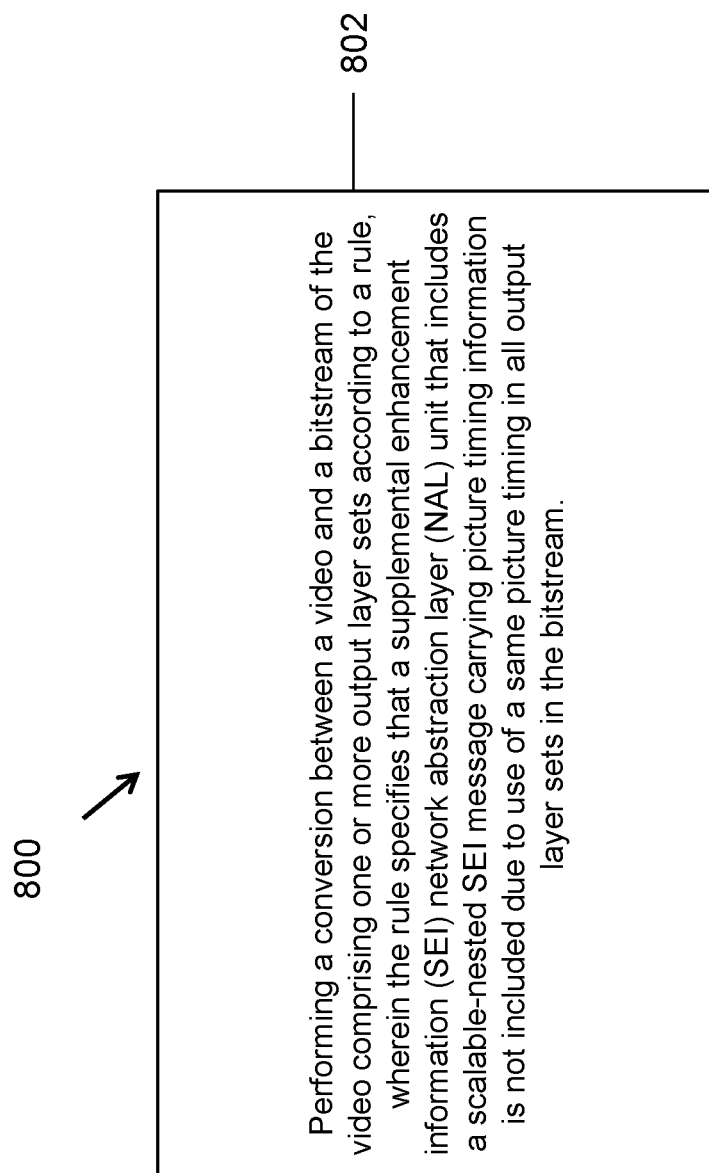 800
Performing a conversion between a video and a bitstream of the
video comprising one or more output layer sets according to a rule,
wherein the rule specifies that a supplemental enhancement
information (SEI) network abstraction layer (NAL) unit that includes
a scalable-nested SEI message carrying picture timing information
is not included due to use of a same picture timing in all output
layer sets in the bitstream.
802